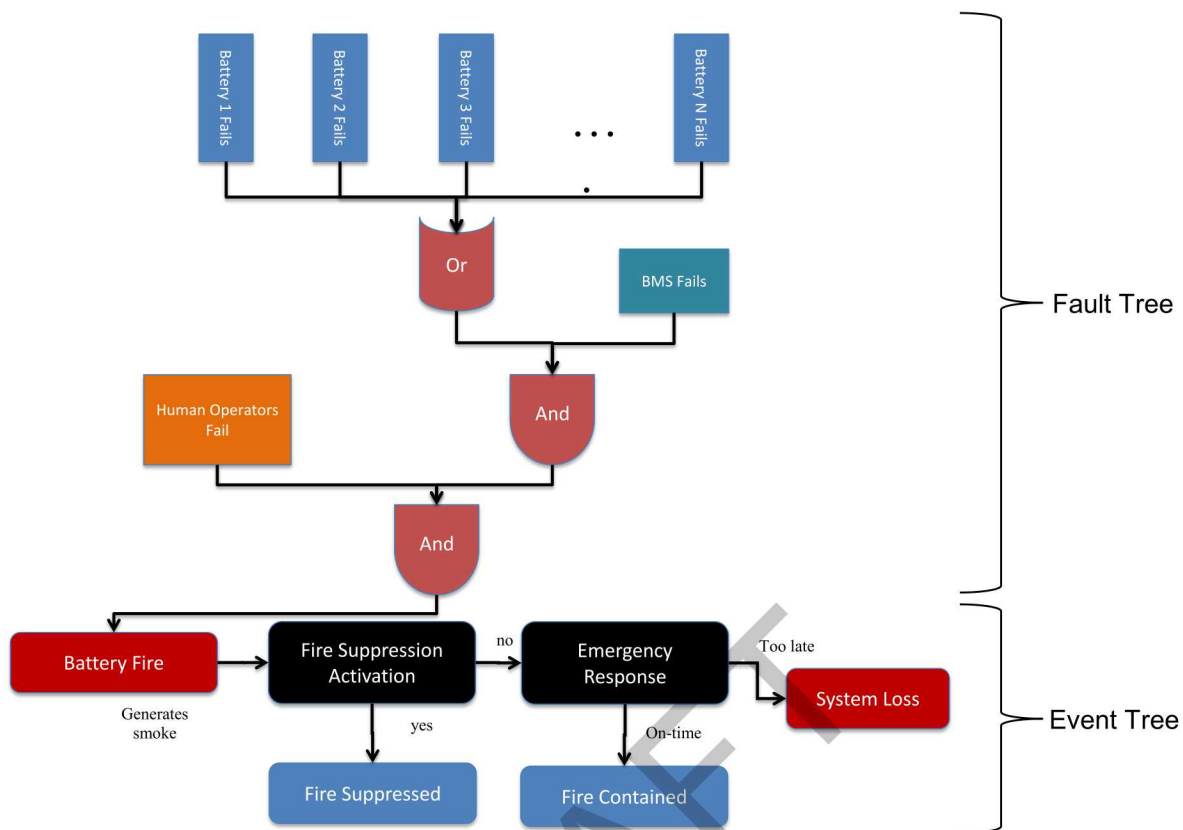 Battery 1 Fails
Battery 2 Fails
Battery 3 Fails
...
Battery N Fails
.
Or
BMS Fails
Fault Tree
And
Human Operators
Fail
And
Battery Fire
Fire Suppression
Activation
no
Emergency
Response
Too late
System Loss
Event Tree
Generates
smoke
yes
On-time
Fire Suppressed
Fire Contained